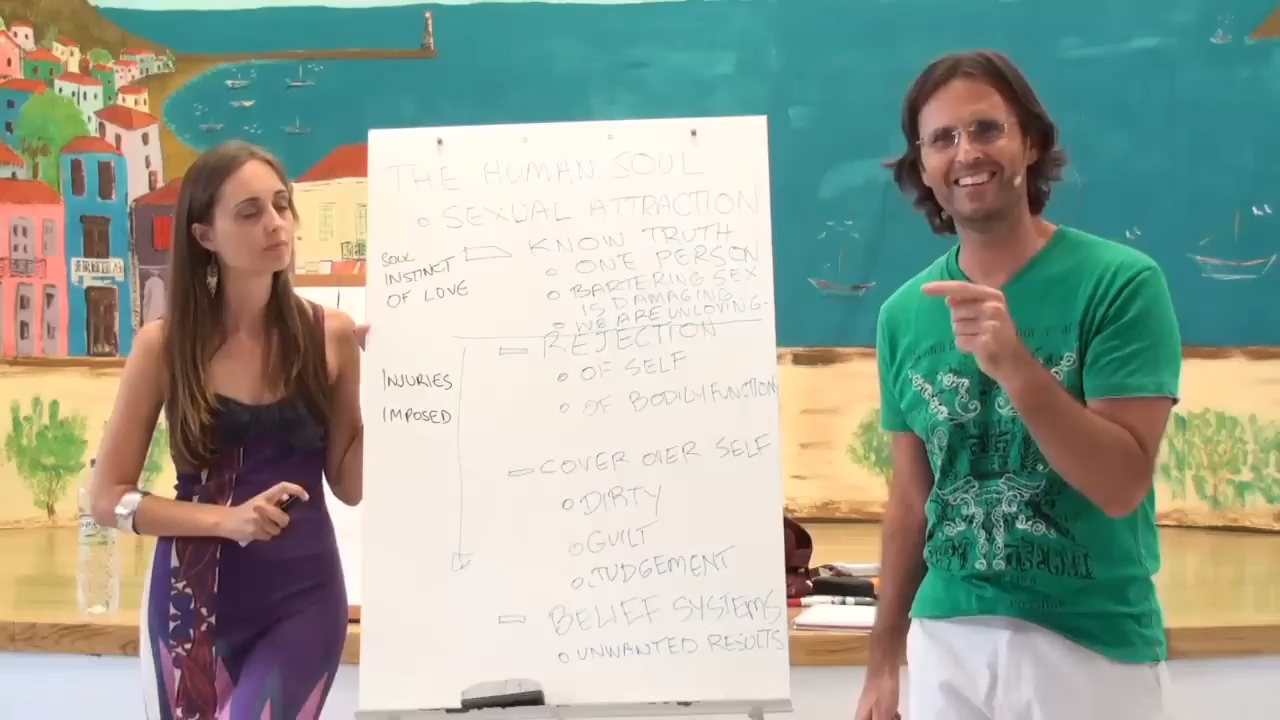 THE HUMAN SOUL
o SEXUAL ATTRACTION
SOUL
INSTINCT
OF LOVE
KNOW TRUTH
o ONE PERSON
o BARTERING SEX
IS DAMAGING
o WE ARE UNLOVING.
INJURIES
IMPOSED
REJECTION
o OF SELF
o OF BODILY FUNCTIONS
COVER OVER SELF
o DIRTY
o GUILT
o JUDGEMENT
BELIEF SYSTEMS
o UNWANTED RESULTS